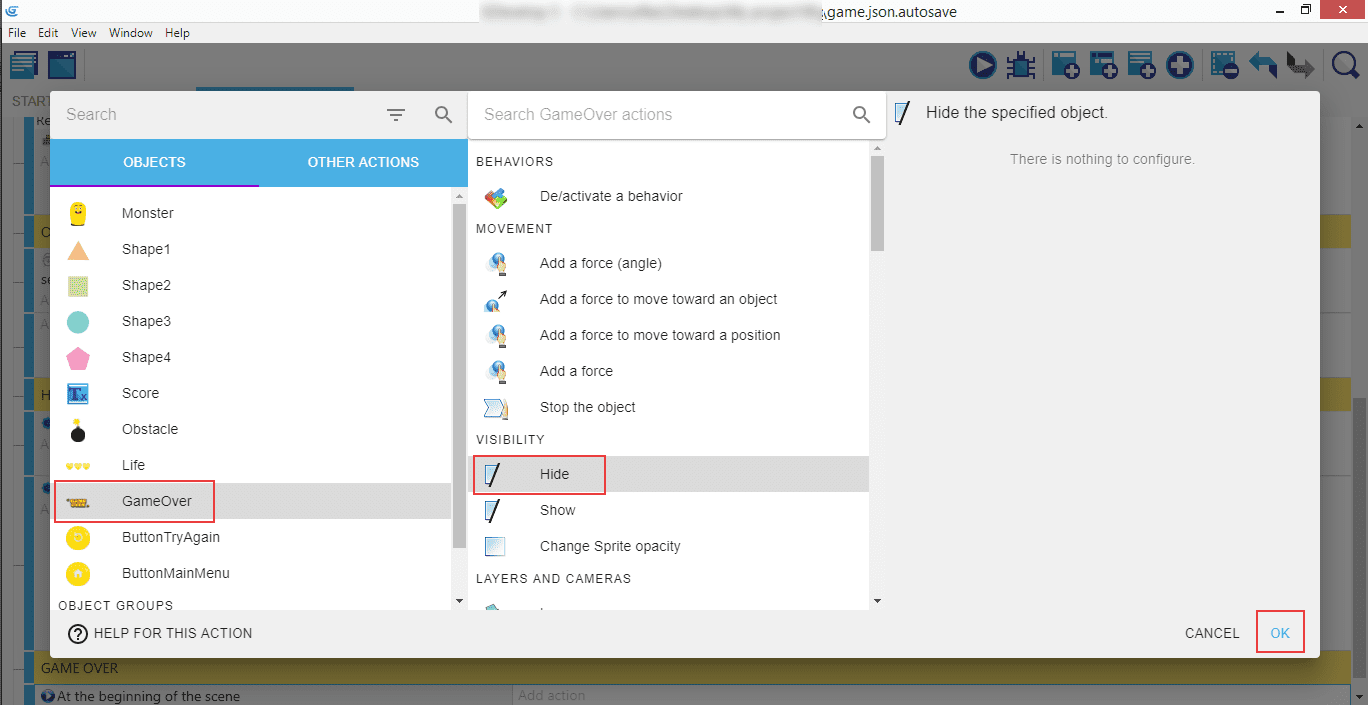 \game.json.autosave
File Edit View Window Help
START
Search
Search GameOver actions
Hide the specified object.
There is nothing to configure.
OBJECTS
OTHER ACTIONS
Monster
Shape1
Shape2
Shape3
Shape4
Score
Obstacle
Life
GameOver
ButtonTryAgain
ButtonMainMenu
OBJECT GROUPS
BEHAVIORS
De/activate a behavior
MOVEMENT
Add a force (angle)
Add a force to move toward an object
Add a force to move toward a position
Add a force
Stop the object
VISIBILITY
Hide
Show
Change Sprite opacity
LAYERS AND CAMERAS
? HELP FOR THIS ACTION
CANCEL
OK
GAME OVER
At the beginning of the scene
Add action